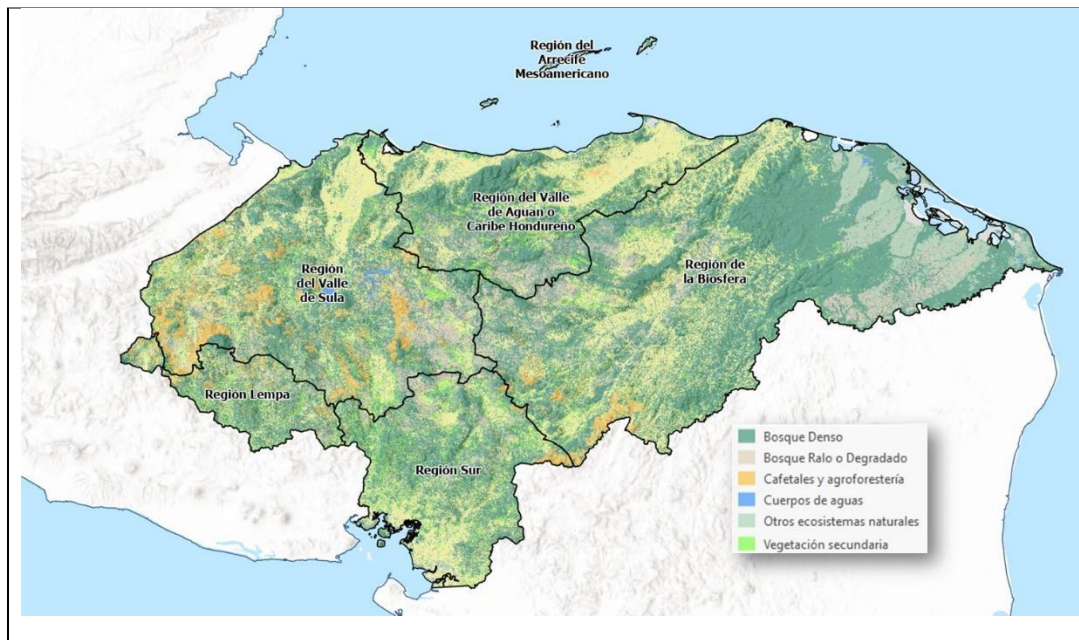 Región del
Arrecife
Mesoamericano
Región del Valle
de Aguan o
Caribe Hondureño
Región
del Valle
de Sula
Región de
la Biosfera
Región Lempa
Región Sur
Bosque Denso
Bosque Ralo o Degradado
Cafetales y agroforestería
Cuerpos de aguas
Otros ecosistemas naturales
Vegetación secundaria